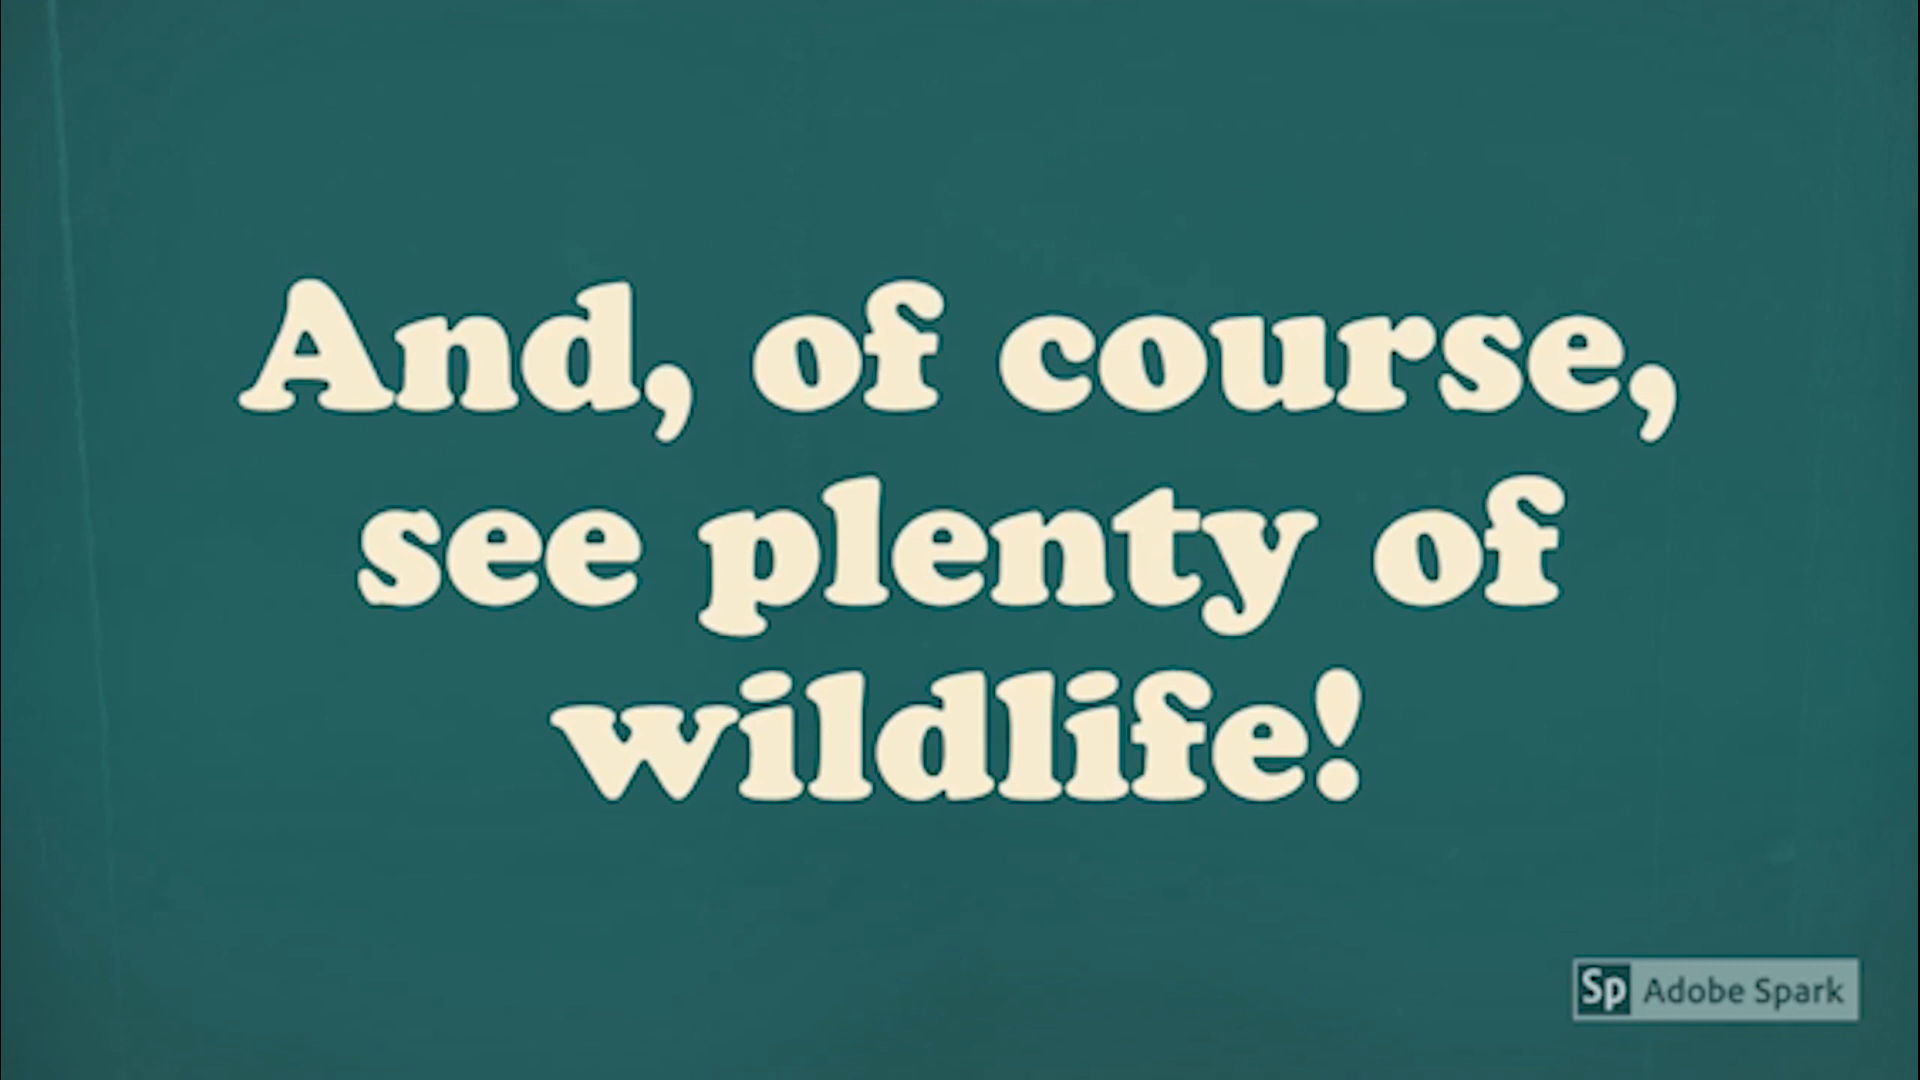 And, of course,
see plenty of
wildlife!
Sp Adobe Spark